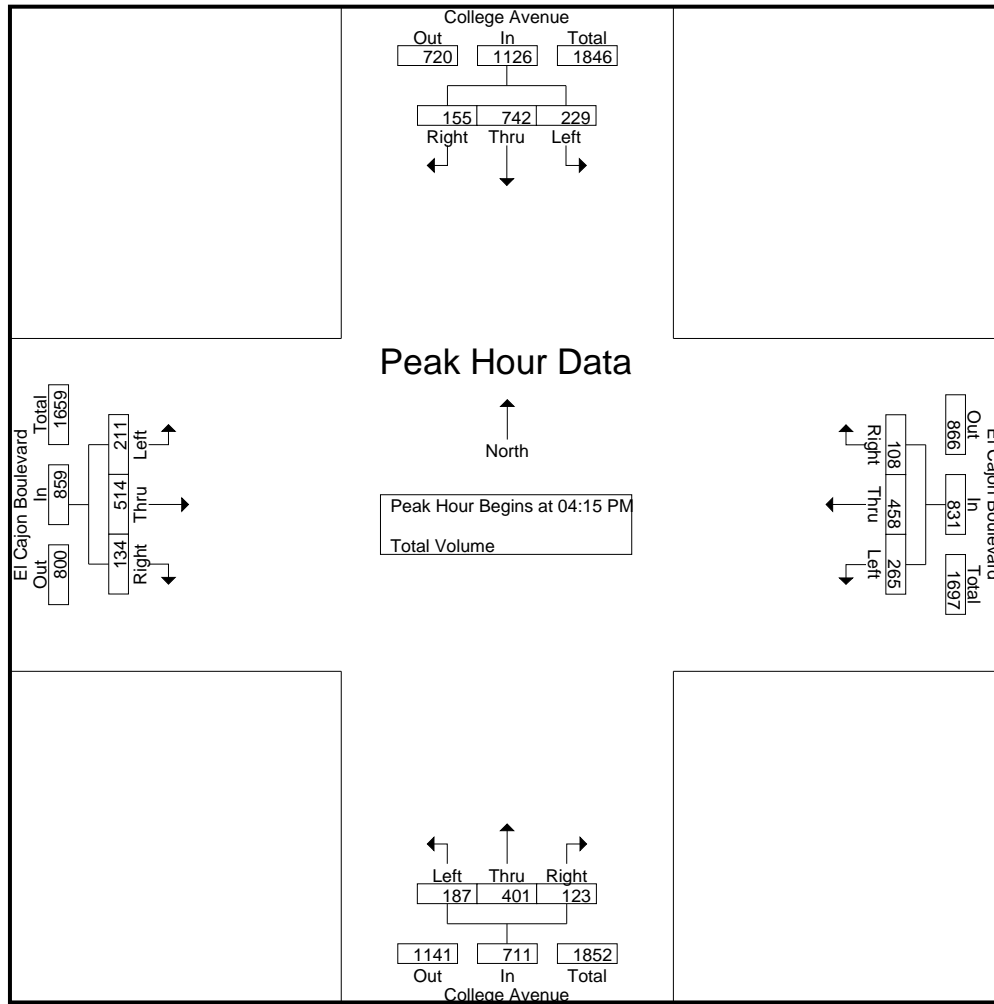 College Avenue
Out In Total
720 1126 1846
155 742 229
Right Thru Left
Peak Hour Data
North
Peak Hour Begins at 04:15 PM
Total Volume
El Cajon Boulevard
Out In Total
800 859 1659
134 514 211
Right Thru Left
El Cajon Boulevard
Out In Total
866 831 1697
108 458 265
Right Thru Left
Left Thru Right
187 401 123
1141 711 1852
Out In Total
College Avenue